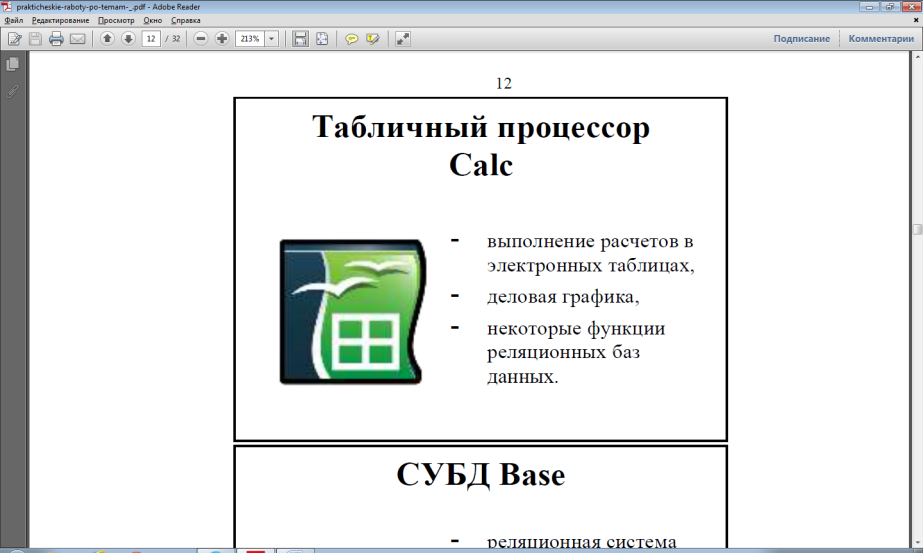 prakticheskie-raboty-po-temam-_.pdf - Adobe Reader
Файл Редактирование Просмотр Окно Справка
12 / 32 213% Подписание Комментарии
12
Табличный процессор
Calc
- выполнение расчетов в
электронных таблицах,
- деловая графика,
- некоторые функции
реляционных баз
данных.
СУБД Base
- реляционная система